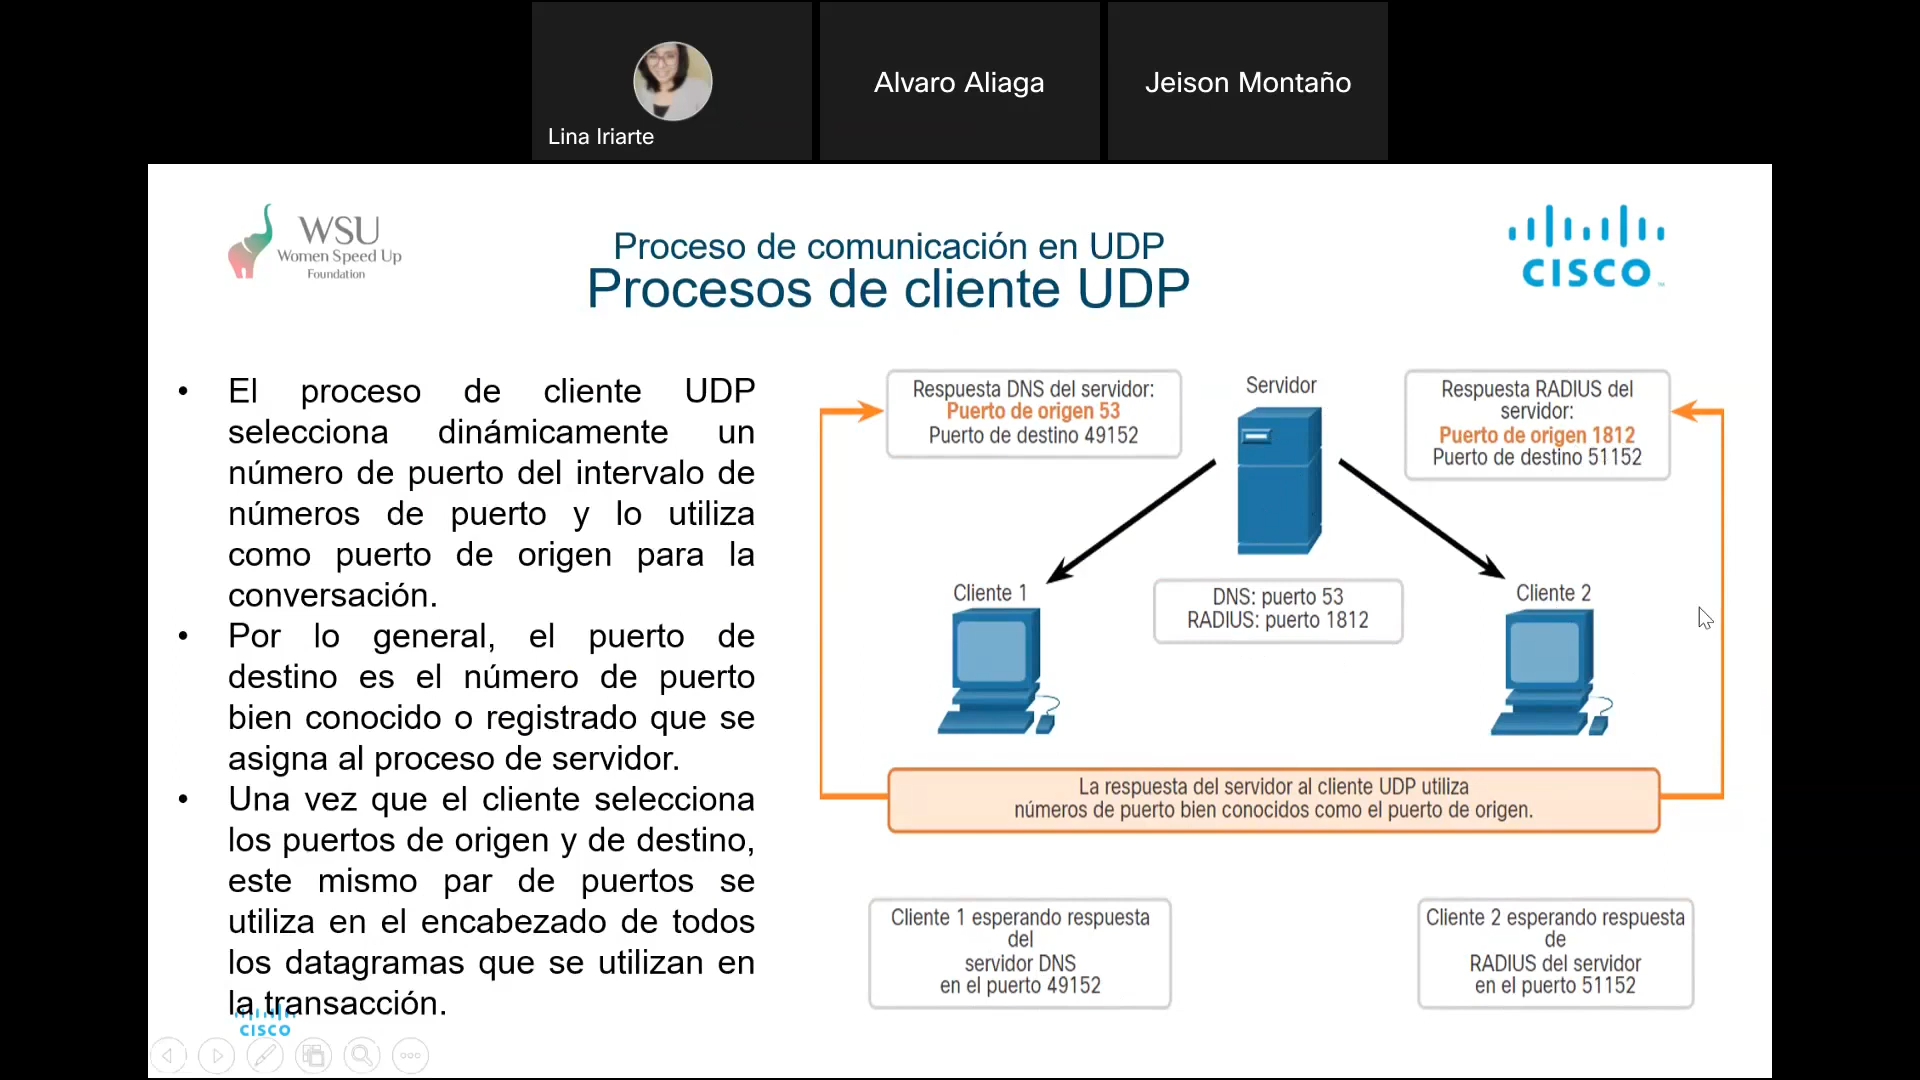 Lina Iriarte
Alvaro Aliaga
Jeison Montaño
WSU
Women Speed Up
Foundation
Proceso de comunicación en UDP
Procesos de cliente UDP
CISCO
• El proceso de cliente UDP
selecciona dinámicamente un
número de puerto del intervalo de
números de puerto y lo utiliza
como puerto de origen para la
conversación.
• Por lo general, el puerto de
destino es el número de puerto
bien conocido o registrado que se
asigna al proceso de servidor.
• Una vez que el cliente selecciona
los puertos de origen y de destino,
este mismo par de puertos se
utiliza en el encabezado de todos
los datagramas que se utilizan en
la transacción.
CISCO
Respuesta DNS del servidor:
Puerto de origen 53
Puerto de destino 49152
Servidor
Respuesta RADIUS del
servidor:
Puerto de origen 1812
Puerto de destino 51152
Cliente 1
DNS: puerto 53
RADIUS: puerto 1812
Cliente 2
La respuesta del servidor al cliente UDP utiliza
números de puerto bien conocidos como el puerto de origen.
Cliente 1 esperando respuesta
del
servidor DNS
en el puerto 49152
Cliente 2 esperando respuesta
de
RADIUS del servidor
en el puerto 51152